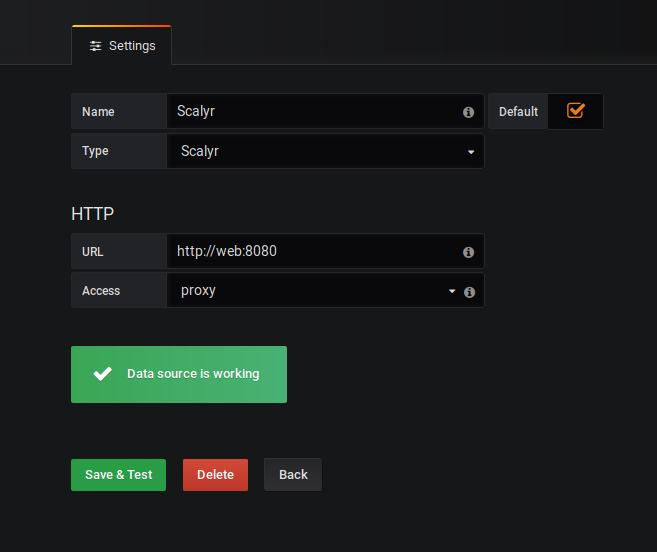 Settings
Name Scalyr Default
Type Scalyr
HTTP
URL http://web:8080
Access proxy
Data source is working
Save & Test Delete Back